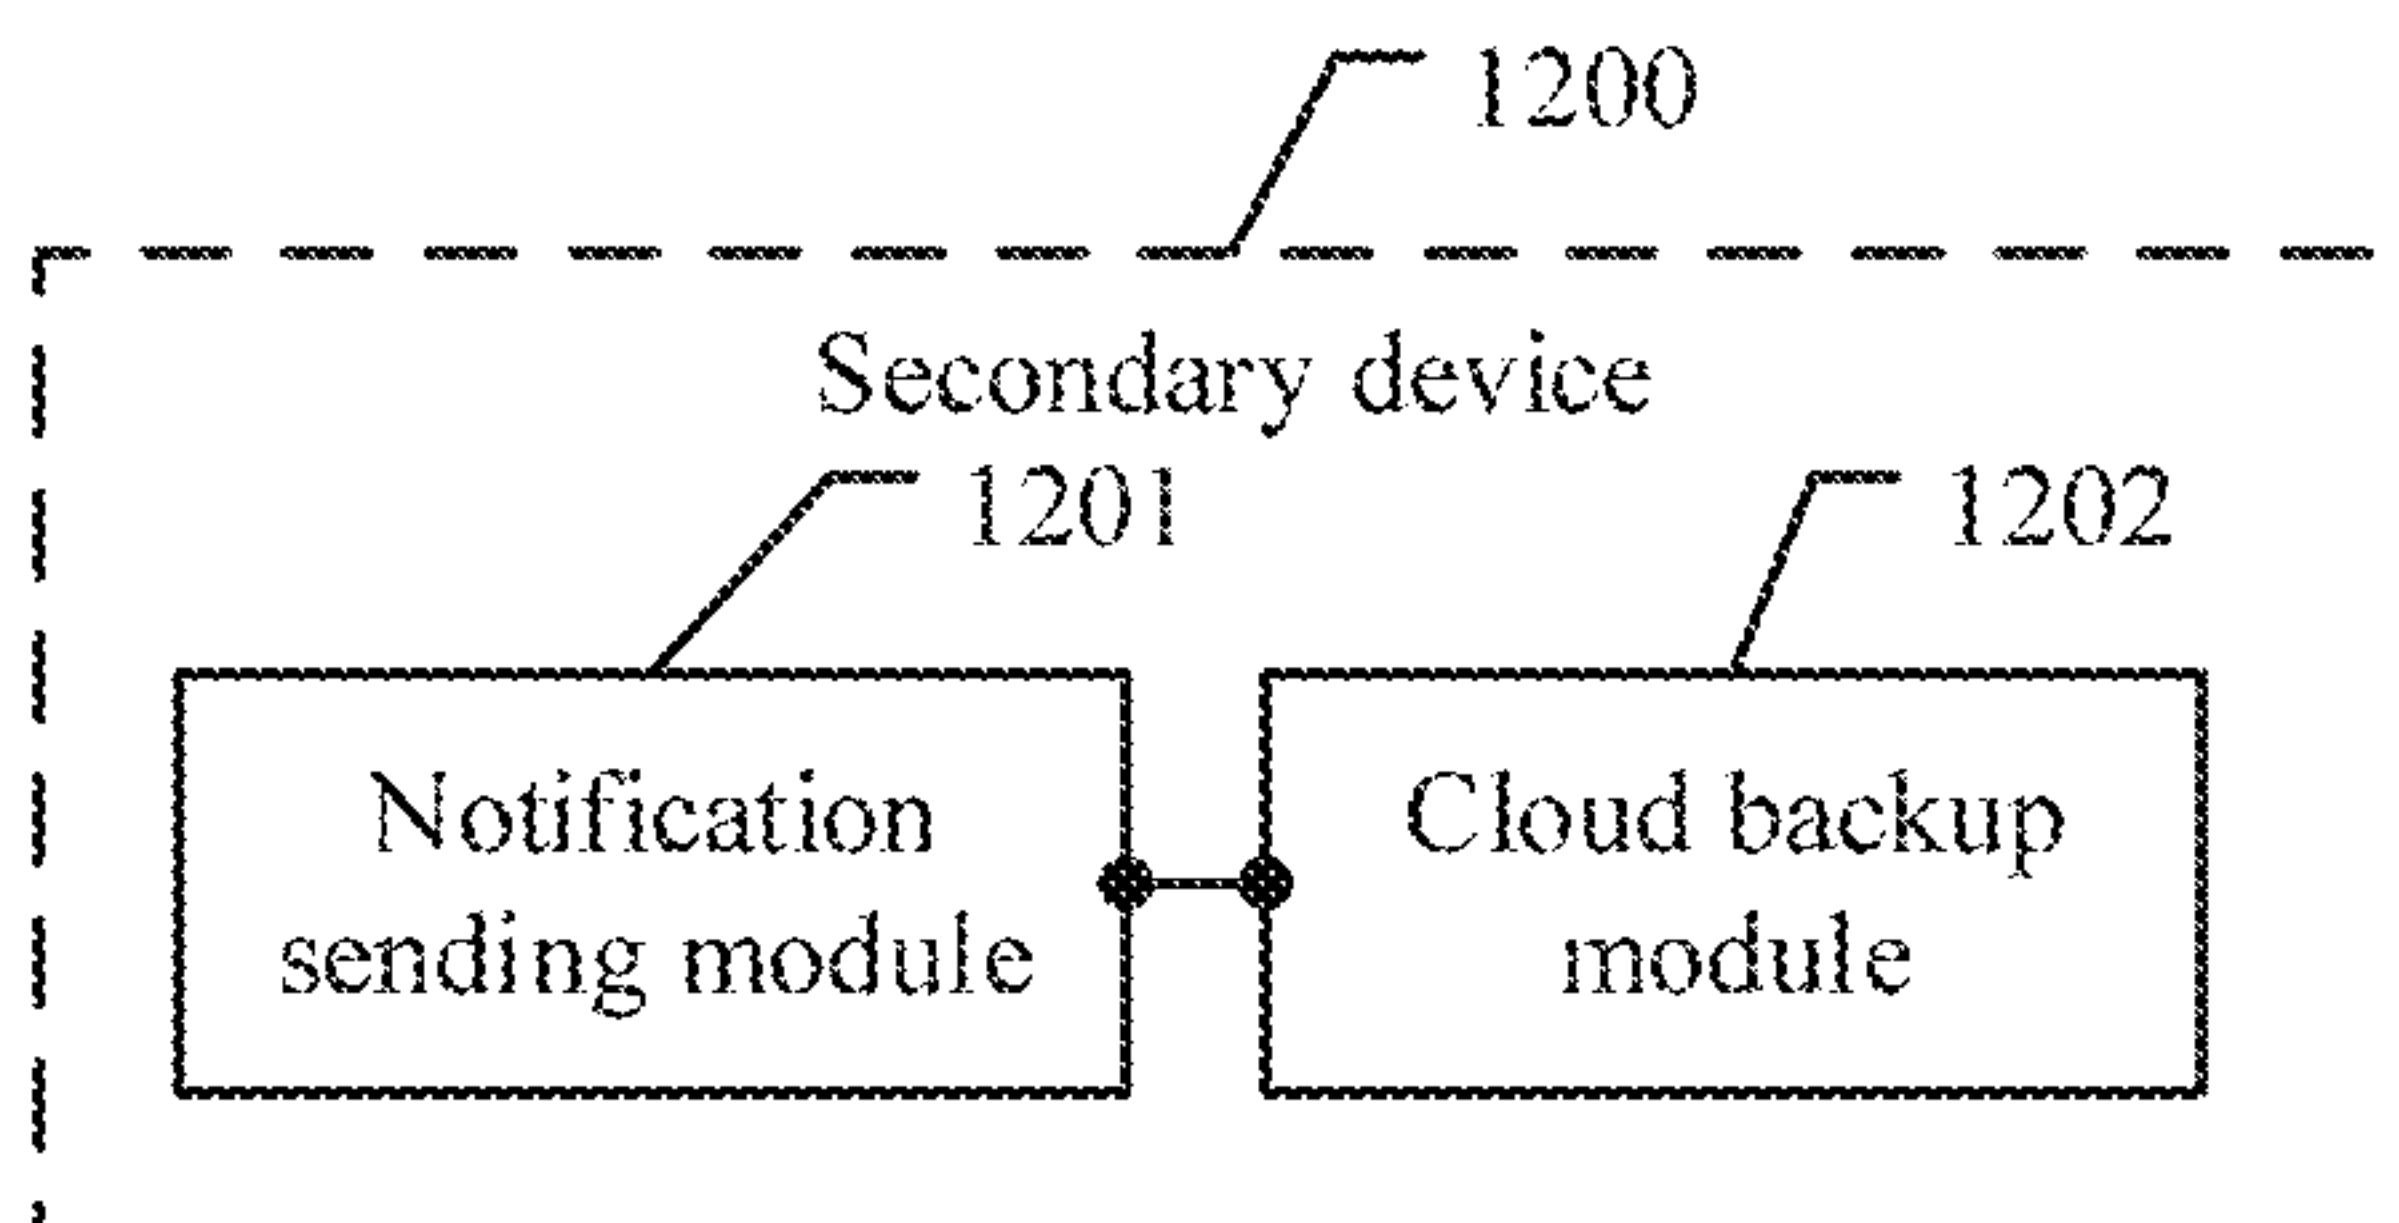 1200
Secondary device
1201
1202
Notification
sending module
Cloud backup
module